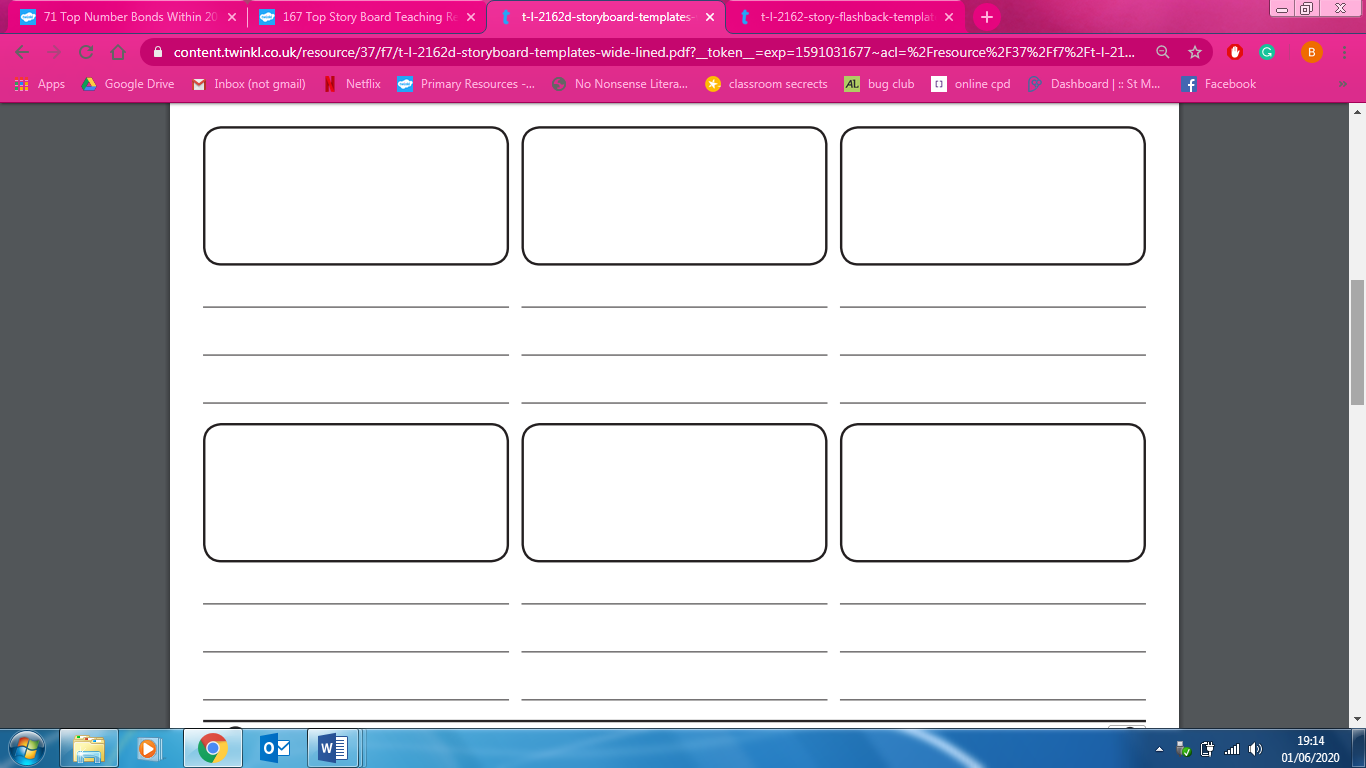 71 Top Number Bonds Within 20
167 Top Story Board Teaching Re
t-l-2162d-storyboard-templates-
t-l-2162-story-flashback-templat
content.twinkl.co.uk/resource/37/f7/t-l-2162d-storyboard-templates-wide-lined.pdf?__token__=exp=1591031677~acl=%2Fresource%2F37%2Ff7%2Ft-l-21...
B
Apps
Google Drive
Inbox (not gmail)
Netflix
Primary Resources -...
No Nonsense Litera...
classroom secrects
AL
bug club
online cpd
Dashboard | :: St M...
Facebook
»
19:14
01/06/2020